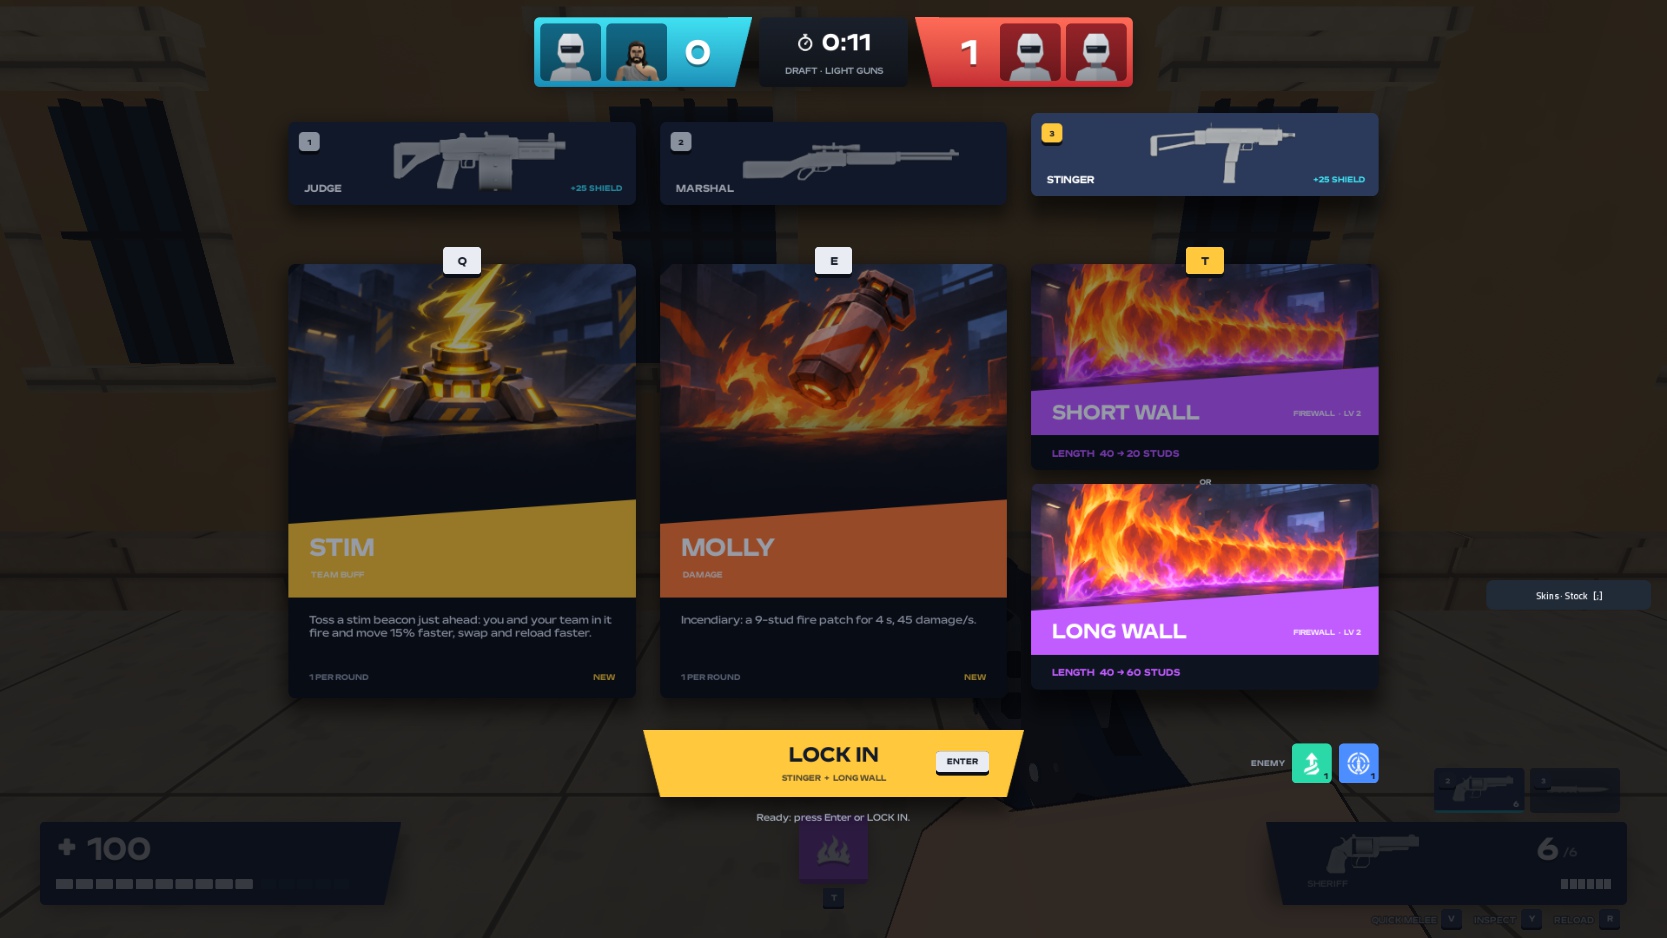 0
0:11
DRAFT · LIGHT GUNS
1
1
JUDGE
+25 SHIELD
2
MARSHAL
3
STINGER
+25 SHIELD
Q
STIM
TEAM BUFF
Toss a stim beacon just ahead: you and your team in it
fire and move 15% faster, swap and reload faster.
1 PER ROUND
NEW
E
MOLLY
DAMAGE
Incendiary: a 9-stud fire patch for 4 s, 45 damage/s.
1 PER ROUND
NEW
T
SHORT WALL
FIREWALL · LV 2
LENGTH 40 → 20 STUDS
OR
LONG WALL
FIREWALL · LV 2
LENGTH 40 → 60 STUDS
Skins · Stock [;]
LOCK IN
STINGER + LONG WALL
ENTER
Ready: press Enter or LOCK IN.
ENEMY
1
1
2
6
3
+ 100
T
SHERIFF
6 /6
QUICK MELEE V INSPECT Y RELOAD R